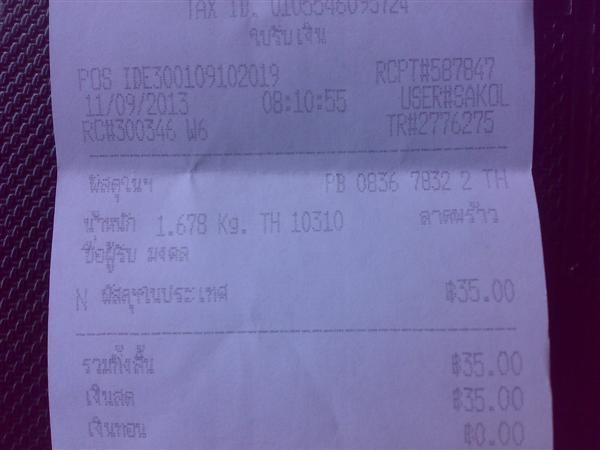 TAX ID. 0105546095724
ใบรับเงิน
POS IDE300109102019 RCPT#587847
11/09/2013 08:10:55 USER#SAKOL
RC#300346 W6 TR#2776275
พัสดุในฯ PB 0836 7832 2 TH
น้ำหนัก 1.678 Kg. TH 10310 ลาดพร้าว
ชื่อผู้รับ มงคล
N พัสดุฯในประเทศ ฿35.00
รวมทั้งสิ้น ฿35.00
เงินสด ฿35.00
เงินทอน ฿0.00